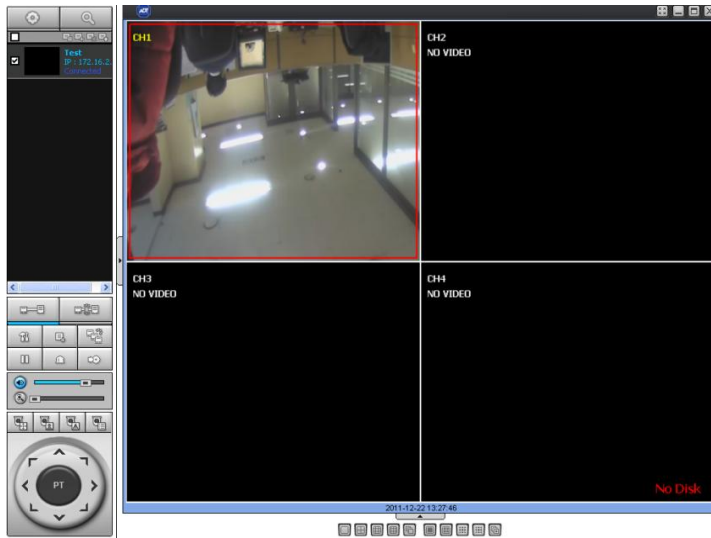 Test
IP : 172.16.2.
Connected
CH1
CH2
NO VIDEO
CH3
NO VIDEO
CH4
NO VIDEO
No Disk
2011-12-22 13:27:46
PT